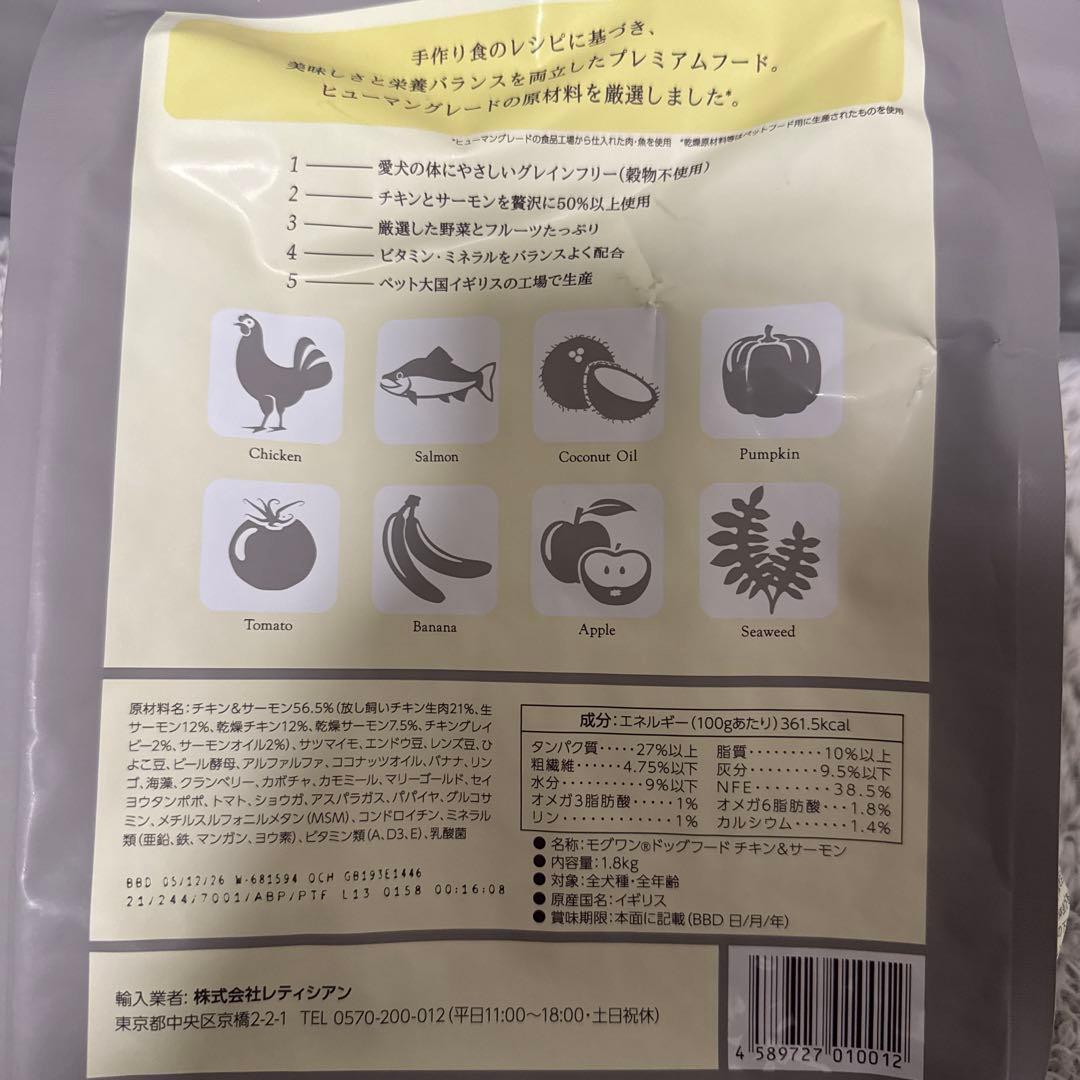 手作り食のレシピに基づき、
美味しさと栄養バランスを両立したプレミアムフード。
ヒューマングレードの原材料を厳選しました*。
*ヒューマングレードの食品工場から仕入れた肉・魚を使用 *乾燥原材料等はペットフード用に生産されたものを使用
1 愛犬の体にやさしいグレインフリー(穀物不使用)
2 チキンとサーモンを贅沢に50%以上使用
3 厳選した野菜とフルーツたっぷり
4 ビタミン・ミネラルをバランスよく配合
5 ペット大国イギリスの工場で生産
Chicken Salmon Coconut Oil Pumpkin
Tomato Banana Apple Seaweed
原材料名:チキン&サーモン56.5%(放し飼いチキン生肉21%、生
サーモン12%、乾燥チキン12%、乾燥サーモン7.5%、チキングレイ
ビー2%、サーモンオイル2%)、サツマイモ、エンドウ豆、レンズ豆、ひ
よこ豆、ビール酵母、アルファルファ、ココナッツオイル、バナナ、リン
ゴ、海藻、クランベリー、カボチャ、カモミール、マリーゴールド、セイ
ヨウタンポポ、トマト、ショウガ、アスパラガス、パパイヤ、グルコサ
ミン、メチルスルフォニルメタン(MSM)、コンドロイチン、ミネラル
類(亜鉛、鉄、マンガン、ヨウ素)、ビタミン類(A、D3、E)、乳酸菌
BBD 05/12/26 W-681594 OCH GB193E1446
21/244/7001/ABP/PTF L13 0158 00:16:08
成分:エネルギー(100gあたり)361.5kcal
タンパク質・・・・・27%以上 脂質・・・・・・・・・10%以上
粗繊維・・・・・・4.75%以下 灰分・・・・・・・・9.5%以下
水分・・・・・・・・・・9%以下 NFE・・・・・・・・・38.5%
オメガ3脂肪酸・・・・・1% オメガ6脂肪酸・・・1.8%
リン・・・・・・・・・・・・1% カルシウム・・・・・・1.4%
● 名称:モグワン®ドッグフード チキン&サーモン
● 内容量:1.8kg
● 対象:全犬種・全年齢
● 原産国名:イギリス
● 賞味期限:本面に記載(BBD 日/月/年)
輸入業者: 株式会社レティシアン
東京都中央区京橋2-2-1 TEL 0570-200-012(平日11:00〜18:00・土日祝休)
4 589727 010012